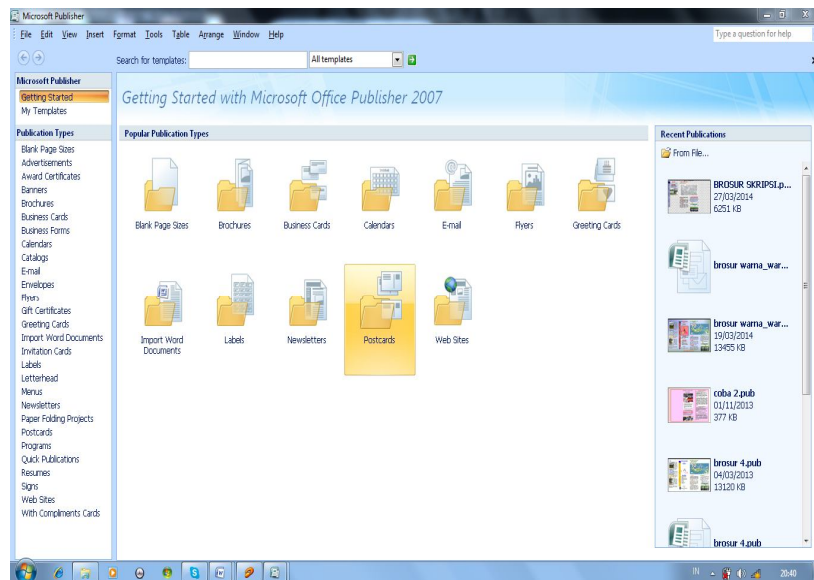 Microsoft Publisher
File Edit View Insert Format Tools Table Arrange Window Help
Type a question for help
Search for templates:
All templates
Microsoft Publisher
Getting Started
My Templates
Publication Types
Blank Page Sizes
Advertisements
Award Certificates
Banners
Brochures
Business Cards
Business Forms
Calendars
Catalogs
E-mail
Envelopes
Flyers
Gift Certificates
Greeting Cards
Import Word Documents
Invitation Cards
Labels
Letterhead
Menus
Newsletters
Paper Folding Projects
Postcards
Programs
Quick Publications
Resumes
Signs
Web Sites
With Compliments Cards
Getting Started with Microsoft Office Publisher 2007
Popular Publication Types
Blank Page Sizes
Brochures
Business Cards
Calendars
E-mail
Flyers
Greeting Cards
Import Word
Documents
Labels
Newsletters
Postcards
Web Sites
Recent Publications
From File...
BROSUR SKRIPSI.p...
27/03/2014
6251 KB
brosur warna_war...
brosur warna_war...
19/03/2014
13455 KB
coba 2.pub
01/11/2013
377 KB
brosur 4.pub
04/03/2013
13120 KB
brosur 4.pub
IN
20:40